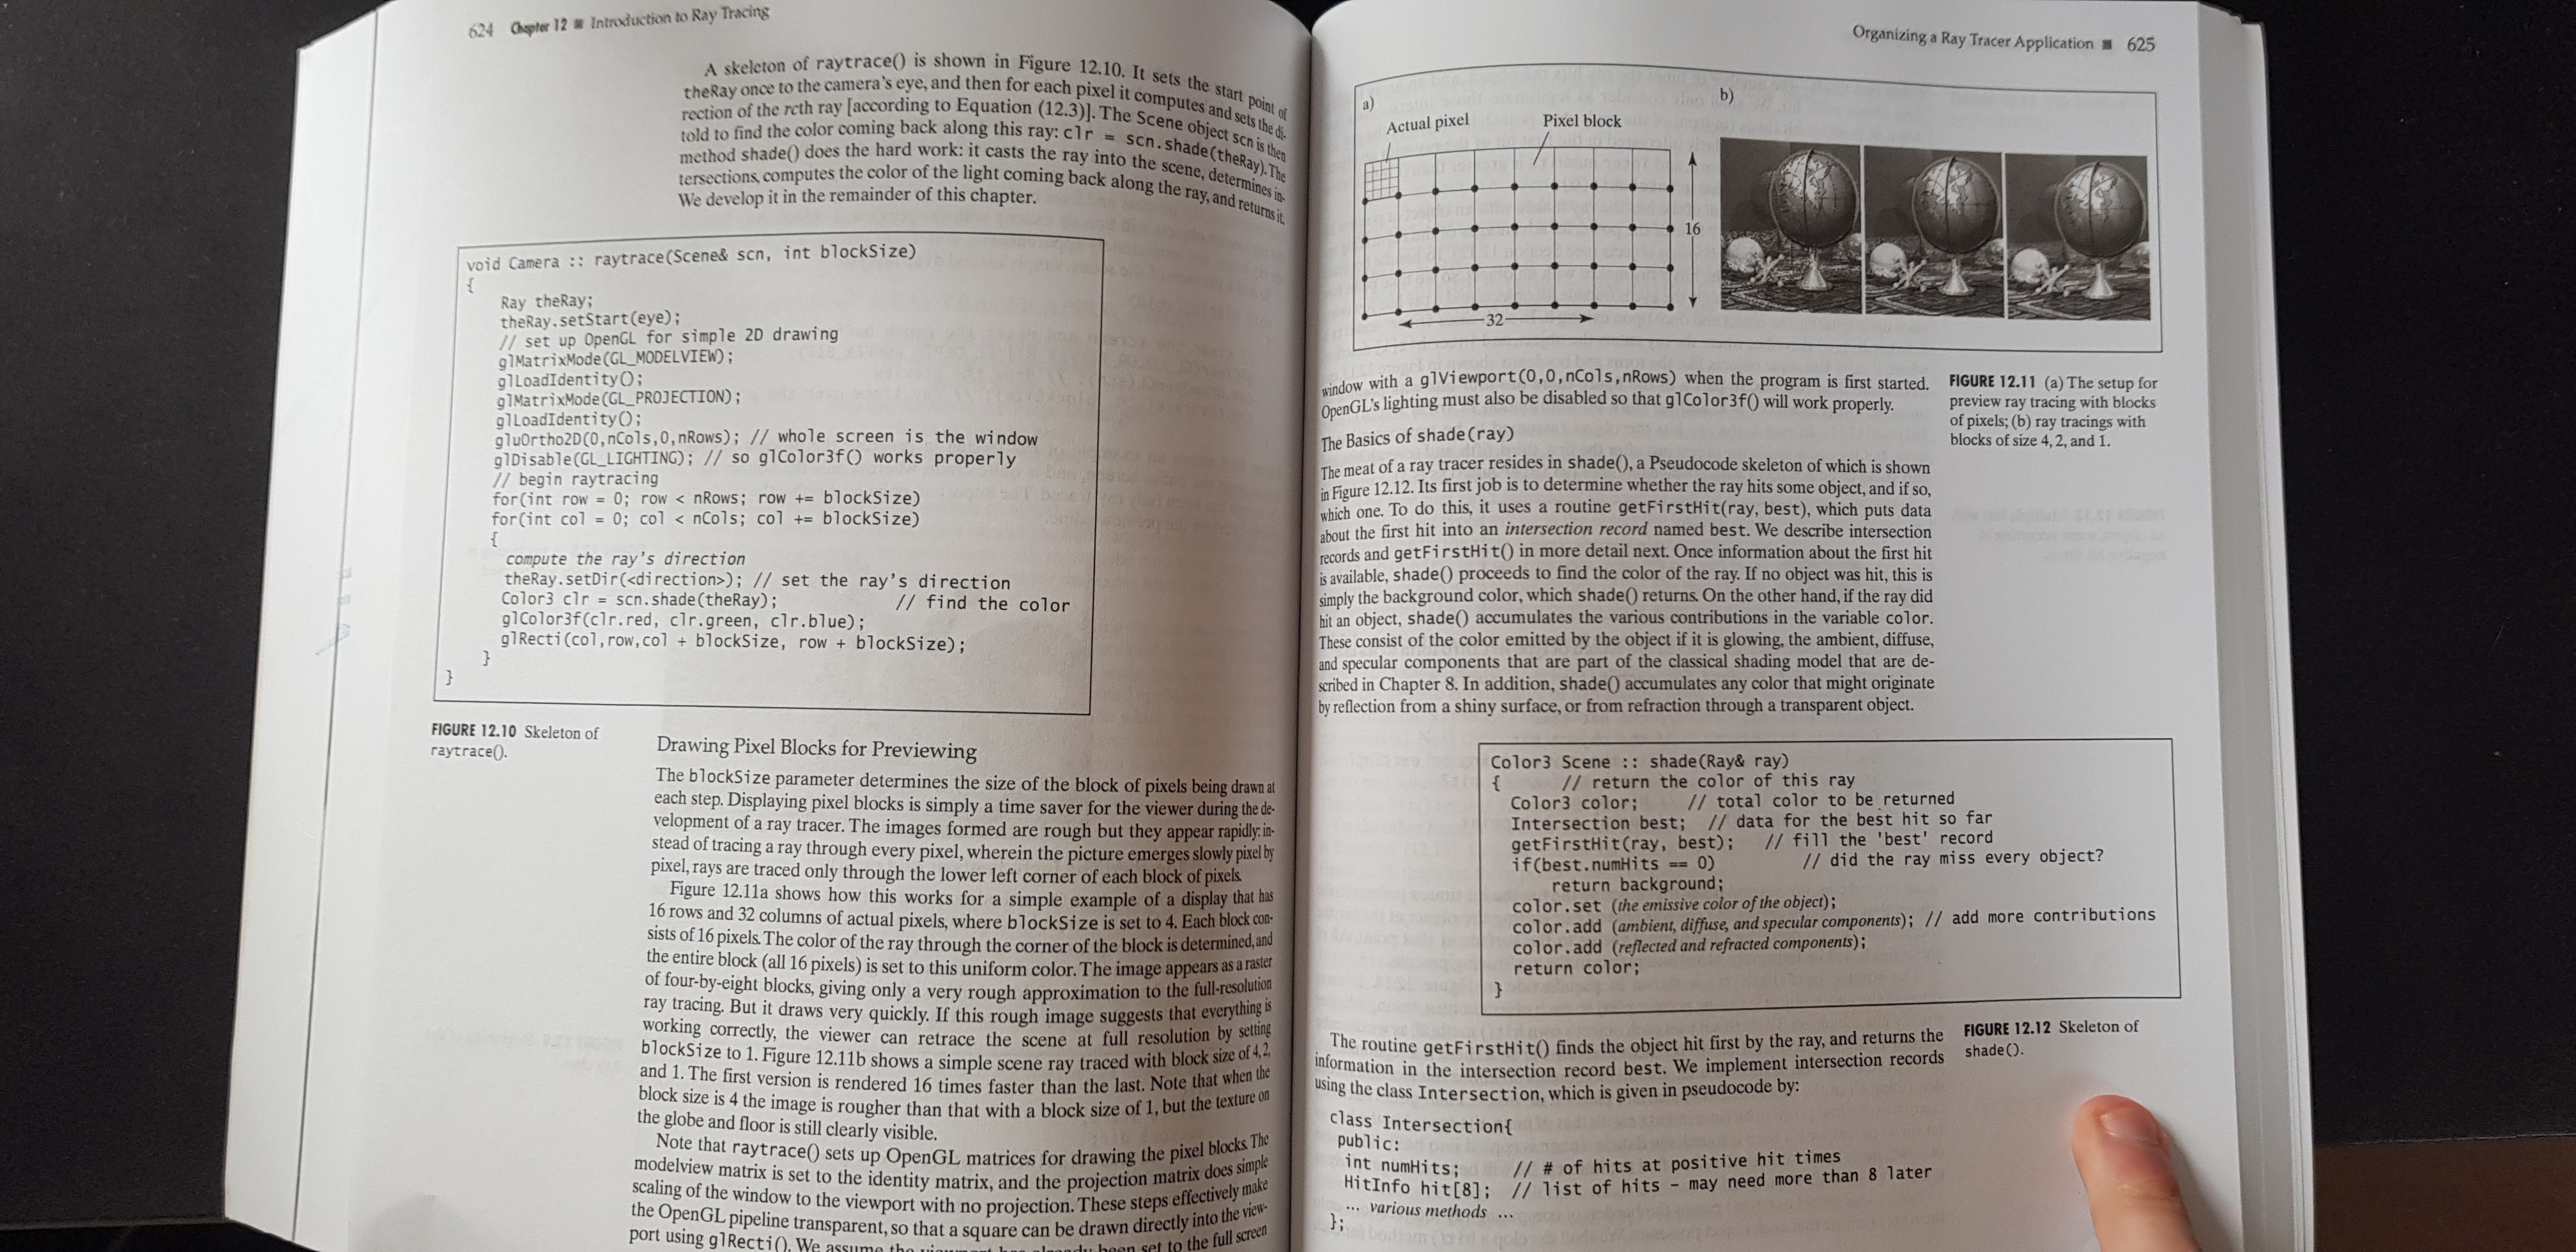 624 Chapter 12 ■ Introduction to Ray Tracing
A skeleton of raytrace() is shown in Figure 12.10. It sets the start point of
theRay once to the camera's eye, and then for each pixel it computes and sets the di-
rection of the rcth ray [according to Equation (12.3)]. The Scene object scn is then
told to find the color coming back along this ray: clr = scn.shade(theRay). The
method shade() does the hard work: it casts the ray into the scene, determines in-
tersections, computes the color of the light coming back along the ray, and returns it.
We develop it in the remainder of this chapter.
void Camera :: raytrace(Scene& scn, int blockSize)
{
Ray theRay;
theRay.setStart(eye);
// set up OpenGL for simple 2D drawing
glMatrixMode(GL_MODELVIEW);
glLoadIdentity();
glMatrixMode(GL_PROJECTION);
glLoadIdentity();
gluOrtho2D(0,nCols,0,nRows); // whole screen is the window
glDisable(GL_LIGHTING); // so glColor3f() works properly
// begin raytracing
for(int row = 0; row < nRows; row += blockSize)
for(int col = 0; col < nCols; col += blockSize)
{
compute the ray's direction
theRay.setDir(<direction>); // set the ray's direction
Color3 clr = scn.shade(theRay); // find the color
glColor3f(clr.red, clr.green, clr.blue);
glRecti(col,row,col + blockSize, row + blockSize);
}
}
FIGURE 12.10 Skeleton of
raytrace().
Drawing Pixel Blocks for Previewing
The blockSize parameter determines the size of the block of pixels being drawn at
each step. Displaying pixel blocks is simply a time saver for the viewer during the de-
velopment of a ray tracer. The images formed are rough but they appear rapidly: in-
stead of tracing a ray through every pixel, wherein the picture emerges slowly pixel by
pixel, rays are traced only through the lower left corner of each block of pixels.
Figure 12.11a shows how this works for a simple example of a display that has
16 rows and 32 columns of actual pixels, where blockSize is set to 4. Each block con-
sists of 16 pixels. The color of the ray through the corner of the block is determined, and
the entire block (all 16 pixels) is set to this uniform color. The image appears as a raster
of four-by-eight blocks, giving only a very rough approximation to the full-resolution
ray tracing. But it draws very quickly. If this rough image suggests that everything is
working correctly, the viewer can retrace the scene at full resolution by setting
blockSize to 1. Figure 12.11b shows a simple scene ray traced with block size of 4, 2,
and 1. The first version is rendered 16 times faster than the last. Note that when the
block size is 4 the image is rougher than that with a block size of 1, but the texture on
the globe and floor is still clearly visible.
Note that raytrace() sets up OpenGL matrices for drawing the pixel blocks. The
modelview matrix is set to the identity matrix, and the projection matrix does simple
scaling of the window to the viewport with no projection. These steps effectively make
the OpenGL pipeline transparent, so that a square can be drawn directly into the view-
port using glRecti(). We assume the set to the full screen
Organizing a Ray Tracer Application ■ 625
a)
b)
Actual pixel
Pixel block
16
32
window with a glViewport(0,0,nCols,nRows) when the program is first started.
OpenGL's lighting must also be disabled so that glColor3f() will work properly.
FIGURE 12.11 (a) The setup for
preview ray tracing with blocks
of pixels; (b) ray tracings with
blocks of size 4, 2, and 1.
The Basics of shade(ray)
The meat of a ray tracer resides in shade(), a Pseudocode skeleton of which is shown
in Figure 12.12. Its first job is to determine whether the ray hits some object, and if so,
which one. To do this, it uses a routine getFirstHit(ray, best), which puts data
about the first hit into an intersection record named best. We describe intersection
records and getFirstHit() in more detail next. Once information about the first hit
is available, shade() proceeds to find the color of the ray. If no object was hit, this is
simply the background color, which shade() returns. On the other hand, if the ray did
hit an object, shade() accumulates the various contributions in the variable color.
These consist of the color emitted by the object if it is glowing, the ambient, diffuse,
and specular components that are part of the classical shading model that are de-
scribed in Chapter 8. In addition, shade() accumulates any color that might originate
by reflection from a shiny surface, or from refraction through a transparent object.
Color3 Scene :: shade(Ray& ray)
{ // return the color of this ray
Color3 color; // total color to be returned
Intersection best; // data for the best hit so far
getFirstHit(ray, best); // fill the 'best' record
if(best.numHits == 0) // did the ray miss every object?
return background;
color.set (the emissive color of the object);
color.add (ambient, diffuse, and specular components); // add more contributions
color.add (reflected and refracted components);
return color;
}
FIGURE 12.12 Skeleton of
shade().
The routine getFirstHit() finds the object hit first by the ray, and returns the
information in the intersection record best. We implement intersection records
using the class Intersection, which is given in pseudocode by:
class Intersection{
public:
int numHits; // # of hits at positive hit times
HitInfo hit[8]; // list of hits – may need more than 8 later
... various methods ...
};